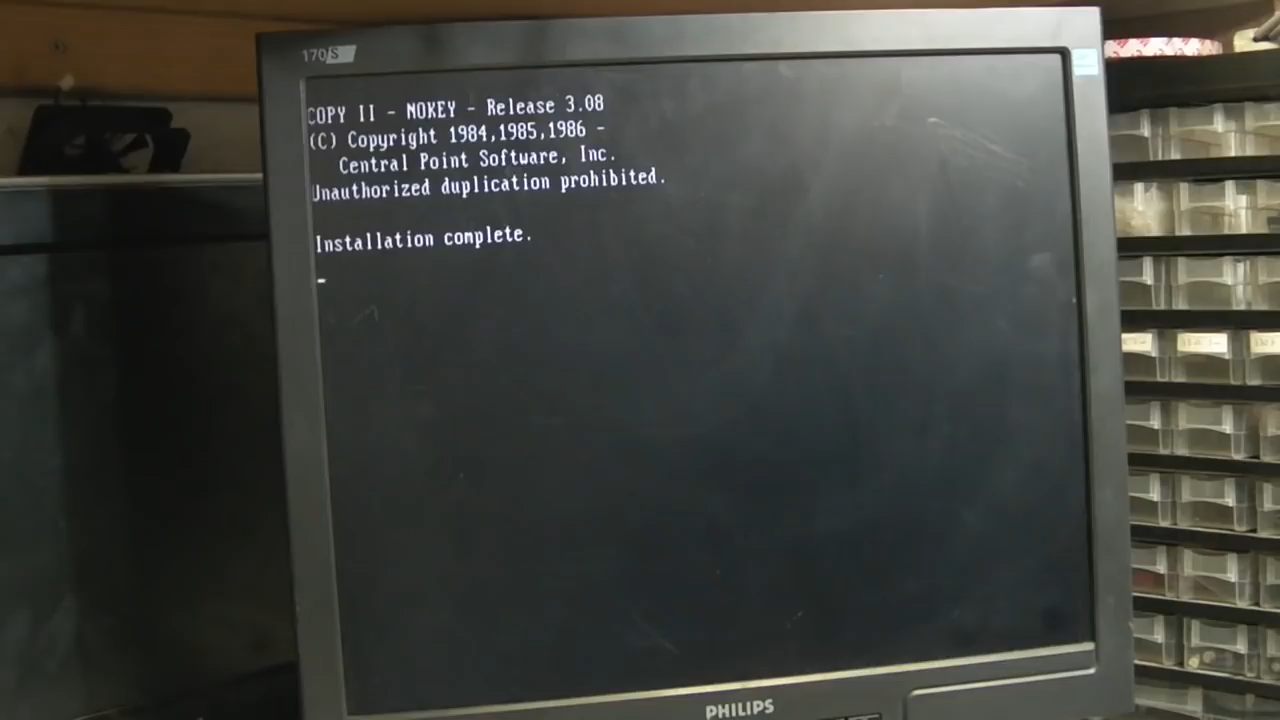 170S
COPY II - NOKEY - Release 3.08
(C) Copyright 1984,1985,1986 -
Central Point Software, Inc.
Unauthorized duplication prohibited.
Installation complete.
PHILIPS